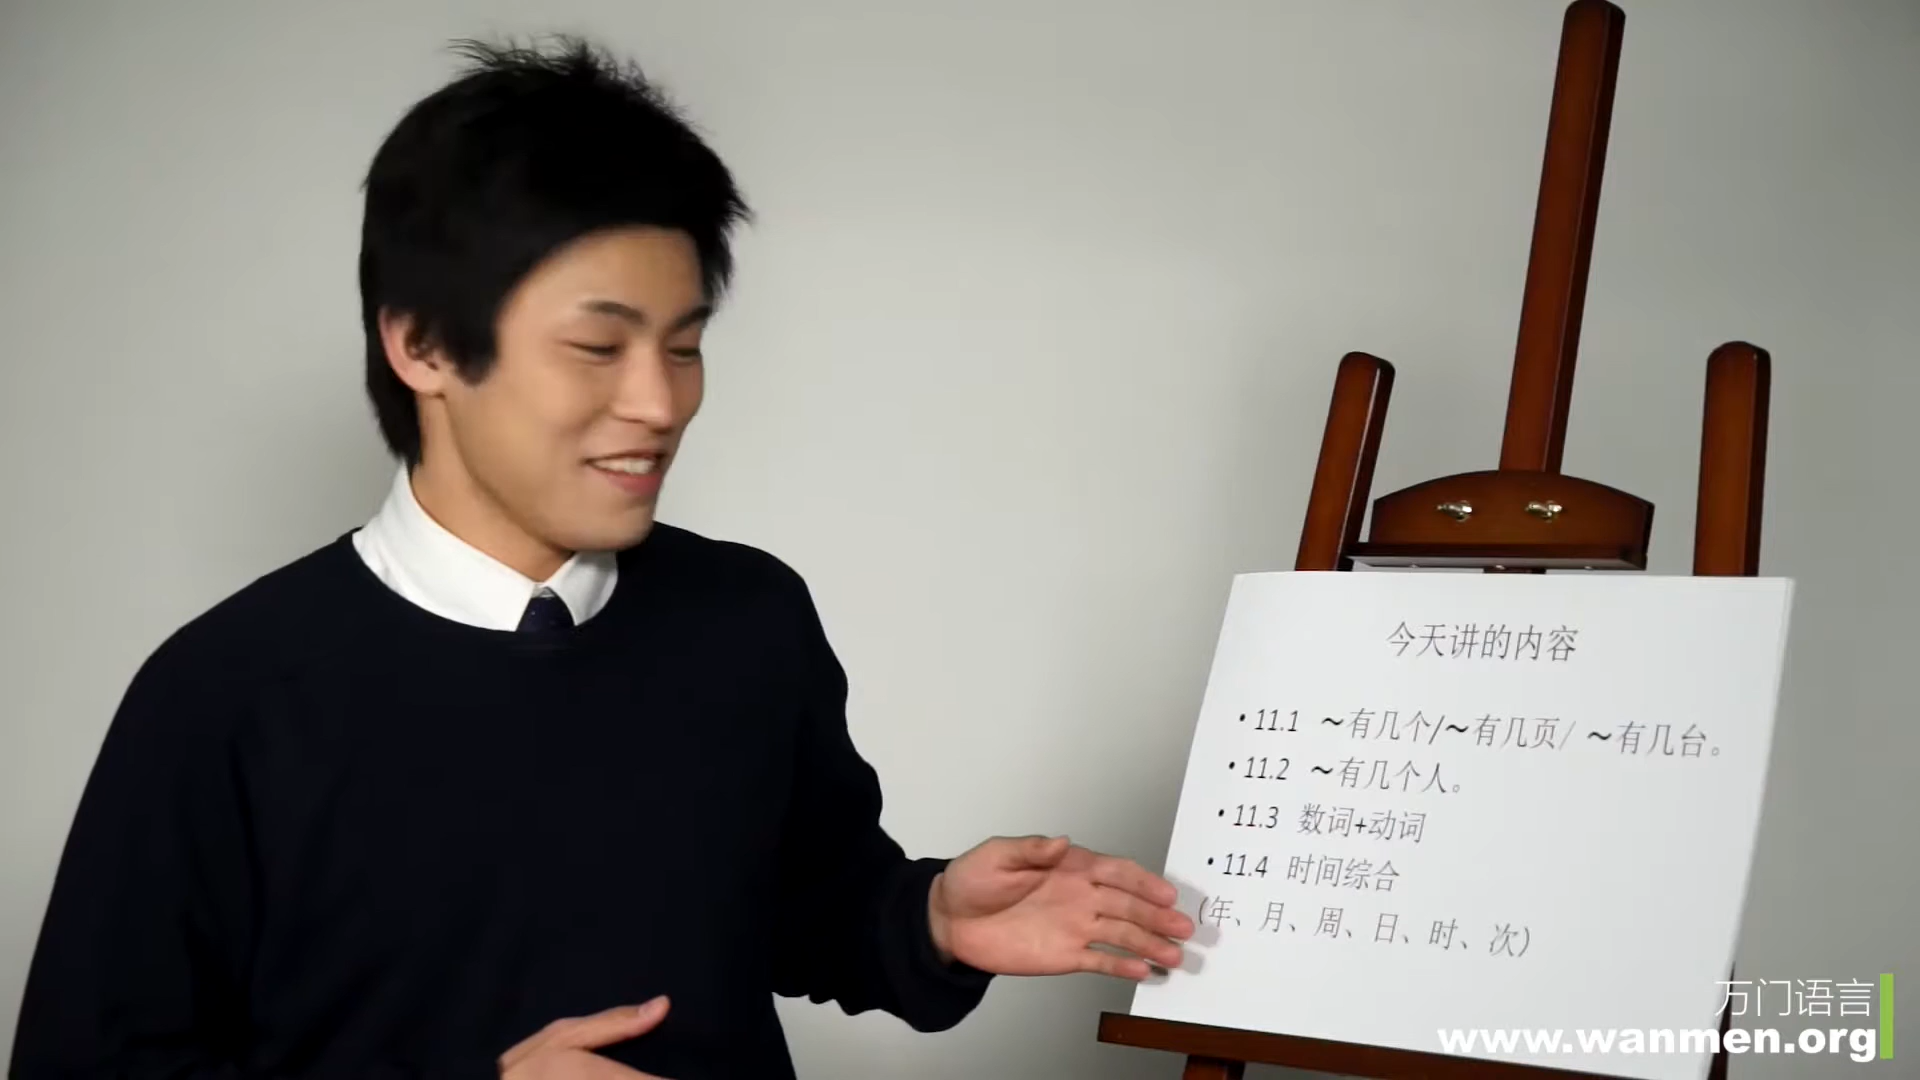 今天讲的内容
•11.1 ～有几个/～有几页/ ～有几台。
•11.2 ～有几个人。
•11.3 数词+动词
•11.4 时间综合
(年、月、周、日、时、次)
万门语言
www.wanmen.org